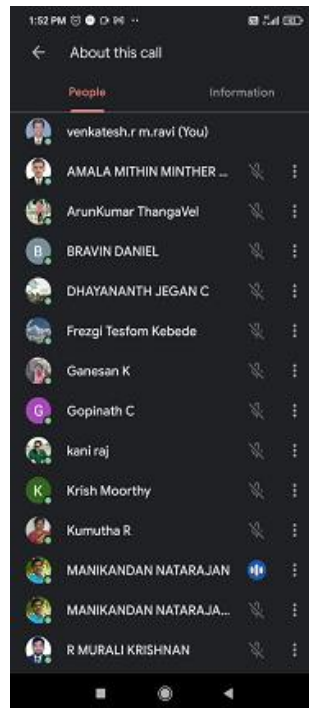 1:52 PM
About this call
People Information
venkatesh.r m.ravi (You)
AMALA MITHIN MINTHER ...
ArunKumar ThangaVel
B BRAVIN DANIEL
DHAYANANTH JEGAN C
Frezgi Tesfom Kebede
Ganesan K
G Gopinath C
kani raj
K Krish Moorthy
Kumutha R
MANIKANDAN NATARAJAN
MANIKANDAN NATARAJA...
R MURALI KRISHNAN